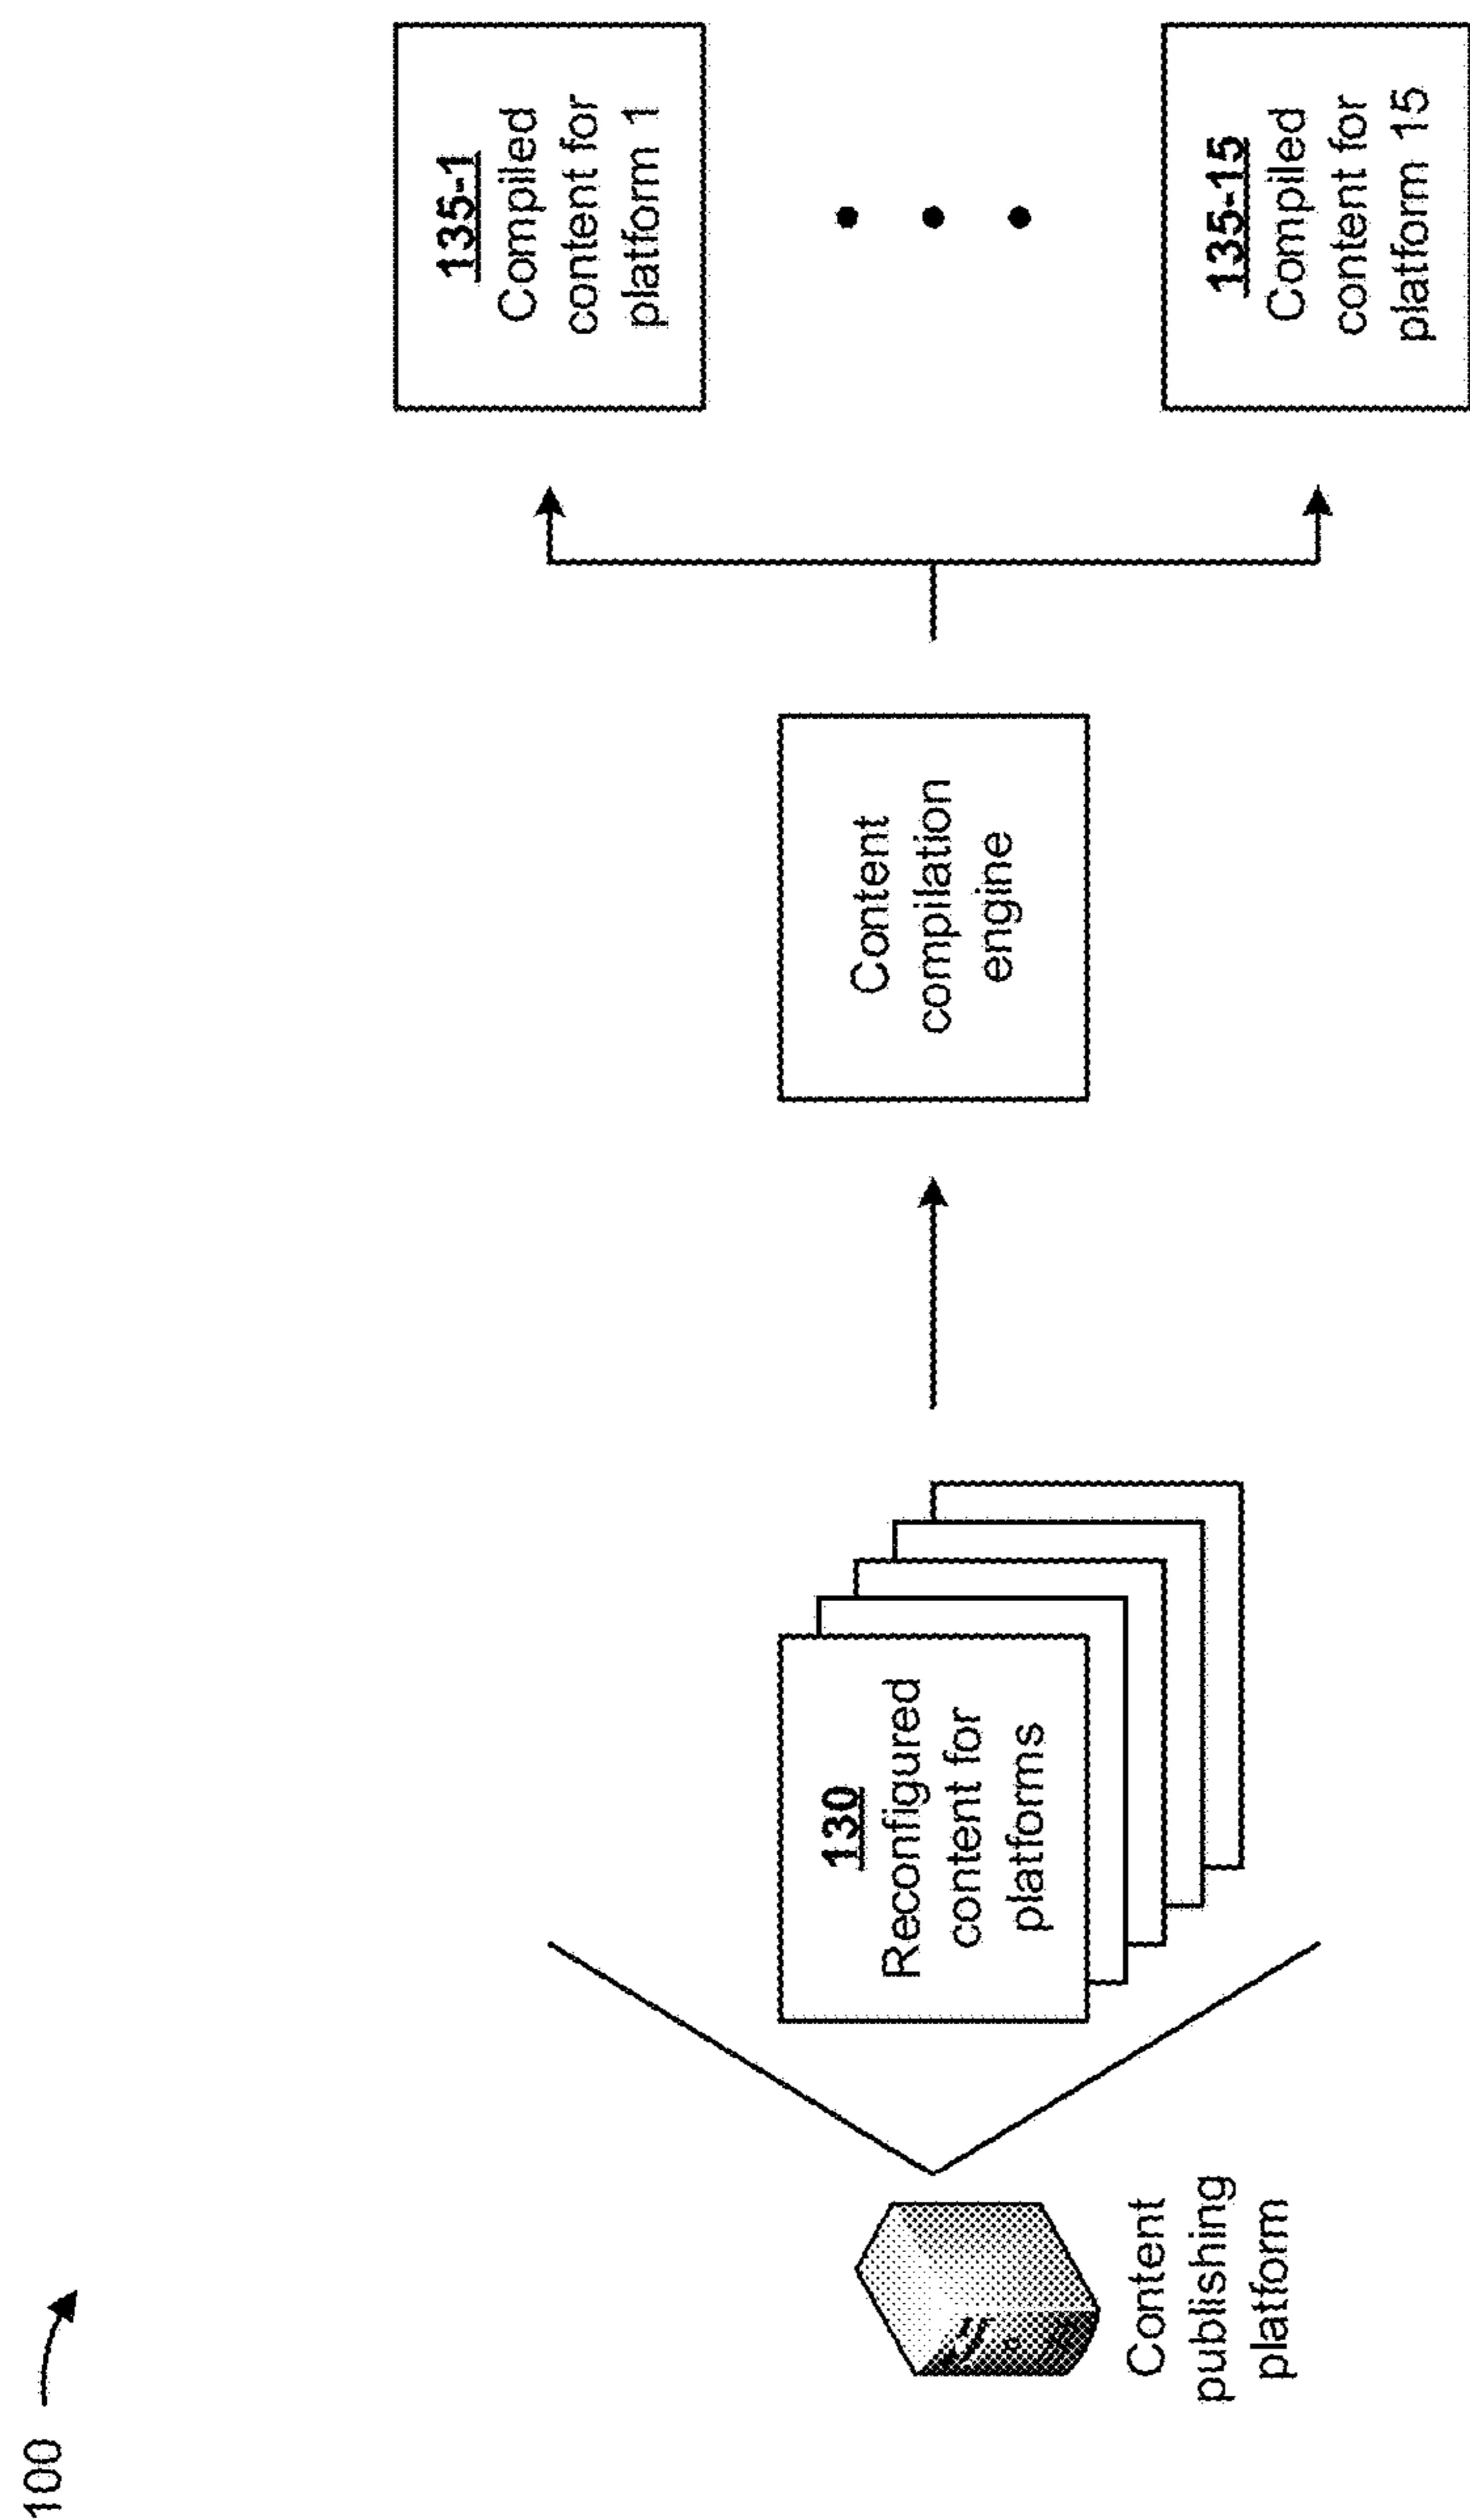 100
Content
publishing
platform
130
Reconfigured
content for
platforms
Content
compilation
engine
135-1
Compiled
content for
platform 1
135-15
Compiled
content for
platform 15